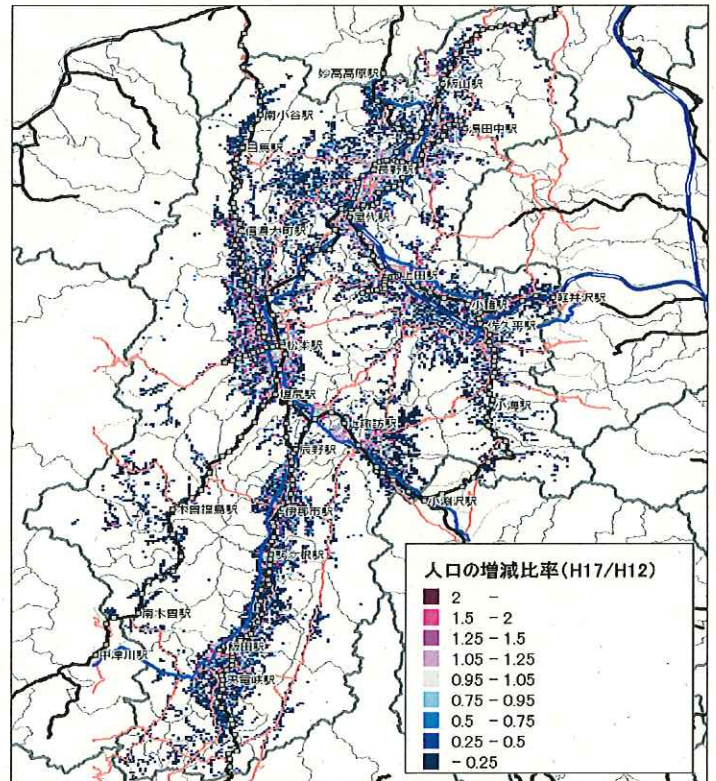 妙高高原駅
飯山駅
南小谷駅
湯田中駅
白馬駅
長野駅
屋代駅
信濃大町駅
上田駅
小諸駅
軽井沢駅
佐久平駅
松本駅
塩尻駅
小海駅
上諏訪駅
辰野駅
小淵沢駅
木曽福島駅
伊那市駅
駒ヶ根駅
南木曽駅
中津川駅
飯田駅
天竜峡駅
人口の増減比率(H17/H12)
2 -
1.5 - 2
1.25 - 1.5
1.05 - 1.25
0.95 - 1.05
0.75 - 0.95
0.5 - 0.75
0.25 - 0.5
- 0.25